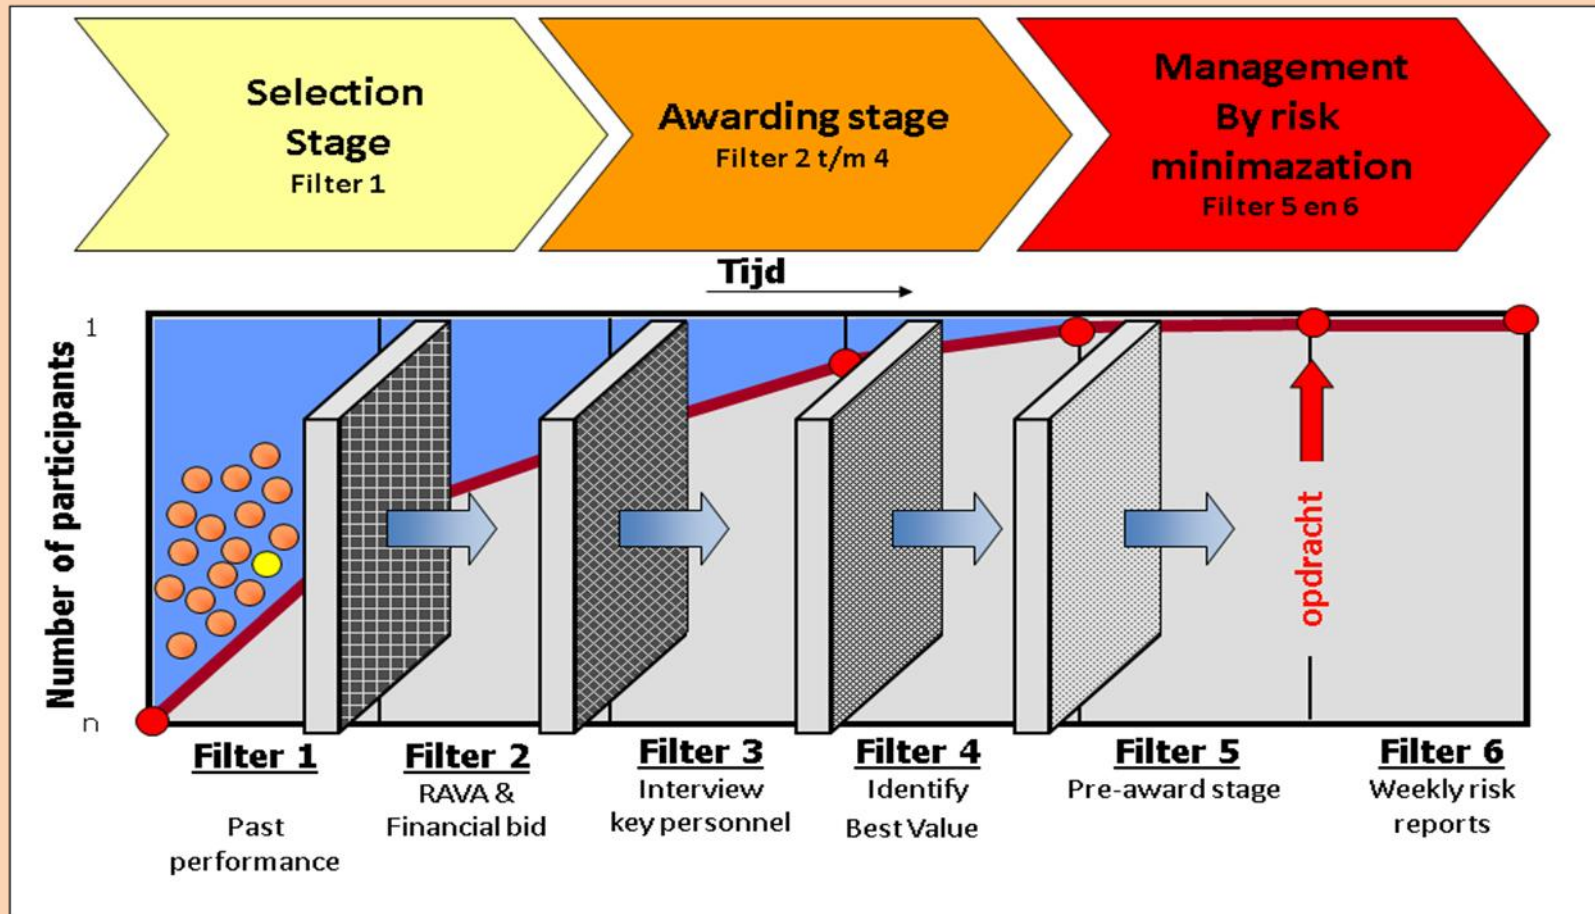 Selection
Stage
Filter 1
Awarding stage
Filter 2 t/m 4
Management
By risk
minimazation
Filter 5 en 6
Tijd
Number of participants
1
n
opdracht
Filter 1
Past
performance
Filter 2
RAVA &
Financial bid
Filter 3
Interview
key personnel
Filter 4
Identify
Best Value
Filter 5
Pre-award stage
Filter 6
Weekly risk
reports